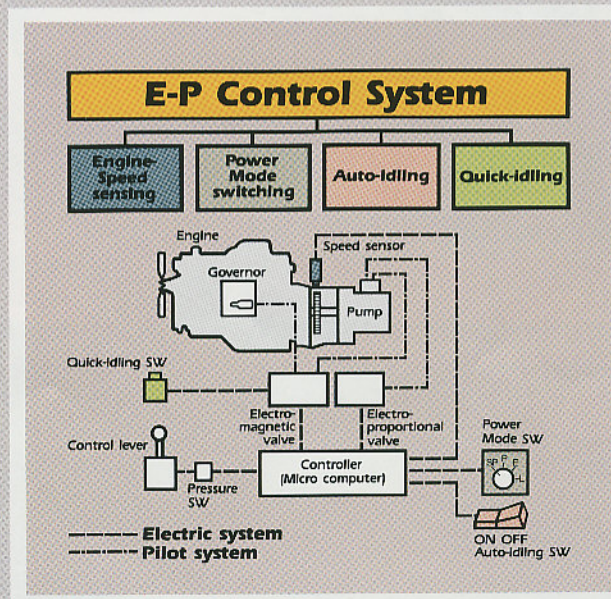 E-P Control System
Engine-
Speed
sensing
Power
Mode
switching
Auto-idling
Quick-idling
Engine
Speed sensor
Governor
Pump
Quick-idling SW
Electro-
magnetic
valve
Electro-
proportional
valve
Power
Mode SW
Control lever
Controller
(Micro computer)
SP P E
L
Pressure
SW
Electric system
Pilot system
ON OFF
Auto-idling SW